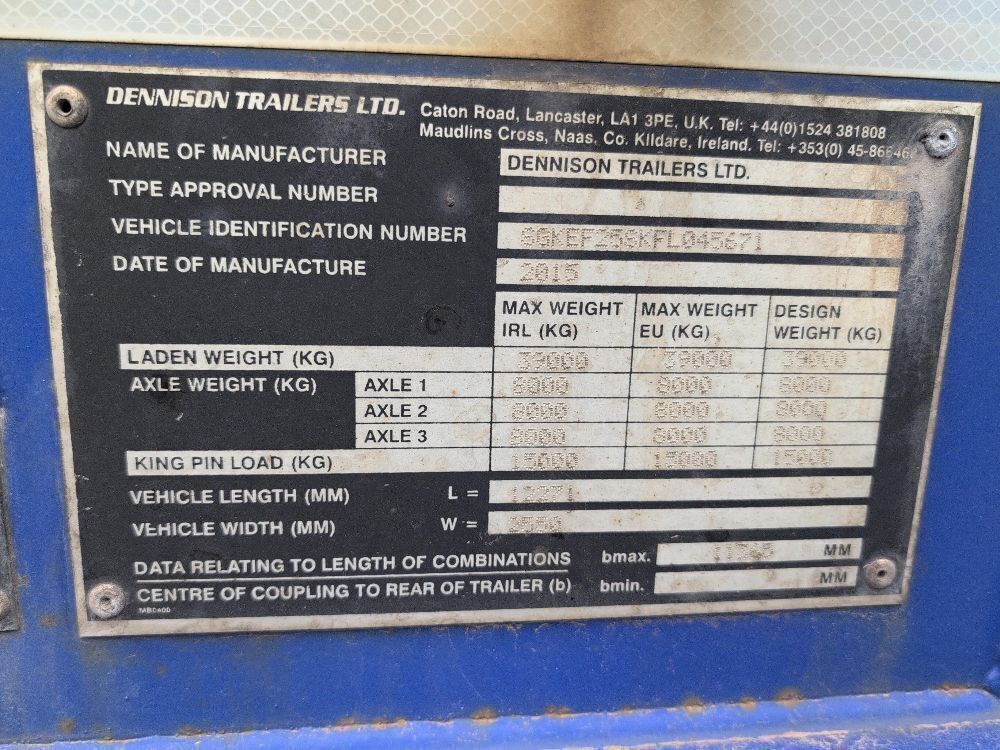 DENNISON TRAILERS LTD. Caton Road, Lancaster, LA1 3PE, U.K. Tel: +44(0)1524 381808
Maudlins Cross, Naas, Co. Kildare, Ireland. Tel: +353(0)
NAME OF MANUFACTURER DENNISON TRAILERS LTD.
TYPE APPROVAL NUMBER
VEHICLE IDENTIFICATION NUMBER
DATE OF MANUFACTURE 2015
MAX WEIGHT IRL (KG) MAX WEIGHT EU (KG) DESIGN WEIGHT (KG)
LADEN WEIGHT (KG) 39000 39000 39000
AXLE WEIGHT (KG) AXLE 1 8000 8000 8000
AXLE 2 8000 8000 8000
AXLE 3 8000 8000 8000
KING PIN LOAD (KG) 15000 15000 15000
VEHICLE LENGTH (MM) L = 12271
VEHICLE WIDTH (MM) W = 2550
DATA RELATING TO LENGTH OF COMBINATIONS bmax. MM
CENTRE OF COUPLING TO REAR OF TRAILER (b) bmin. MM